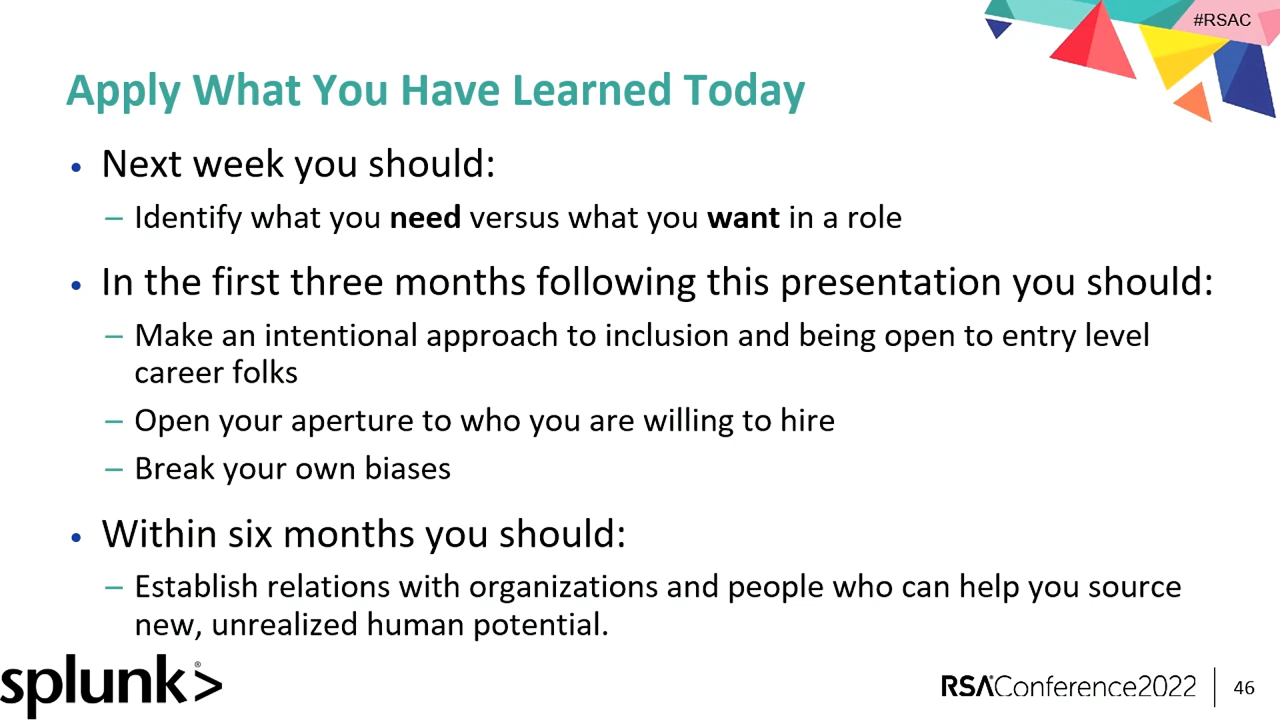 #RSAC
Apply What You Have Learned Today
• Next week you should:
– Identify what you need versus what you want in a role
• In the first three months following this presentation you should:
– Make an intentional approach to inclusion and being open to entry level
career folks
– Open your aperture to who you are willing to hire
– Break your own biases
• Within six months you should:
– Establish relations with organizations and people who can help you source
new, unrealized human potential.
splunk®>
RSAConference2022
46